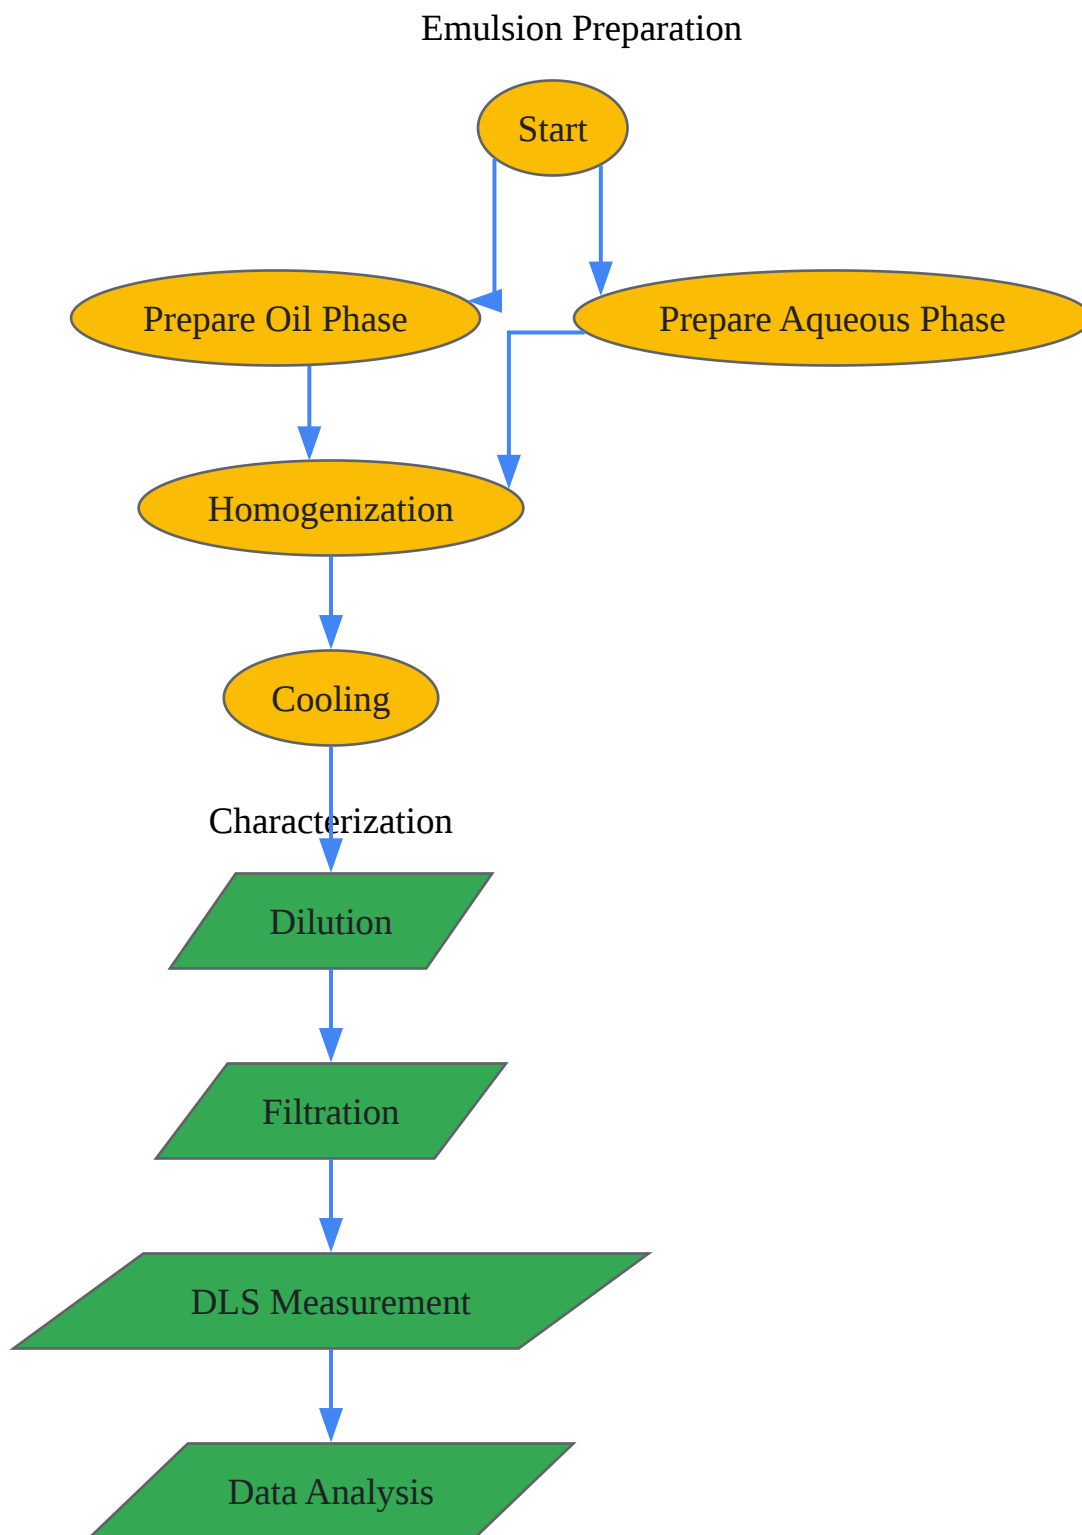 Emulsion Preparation
Start
Prepare Oil Phase
Prepare Aqueous Phase
Homogenization
Cooling
Characterization
Dilution
Filtration
DLS Measurement
Data Analysis